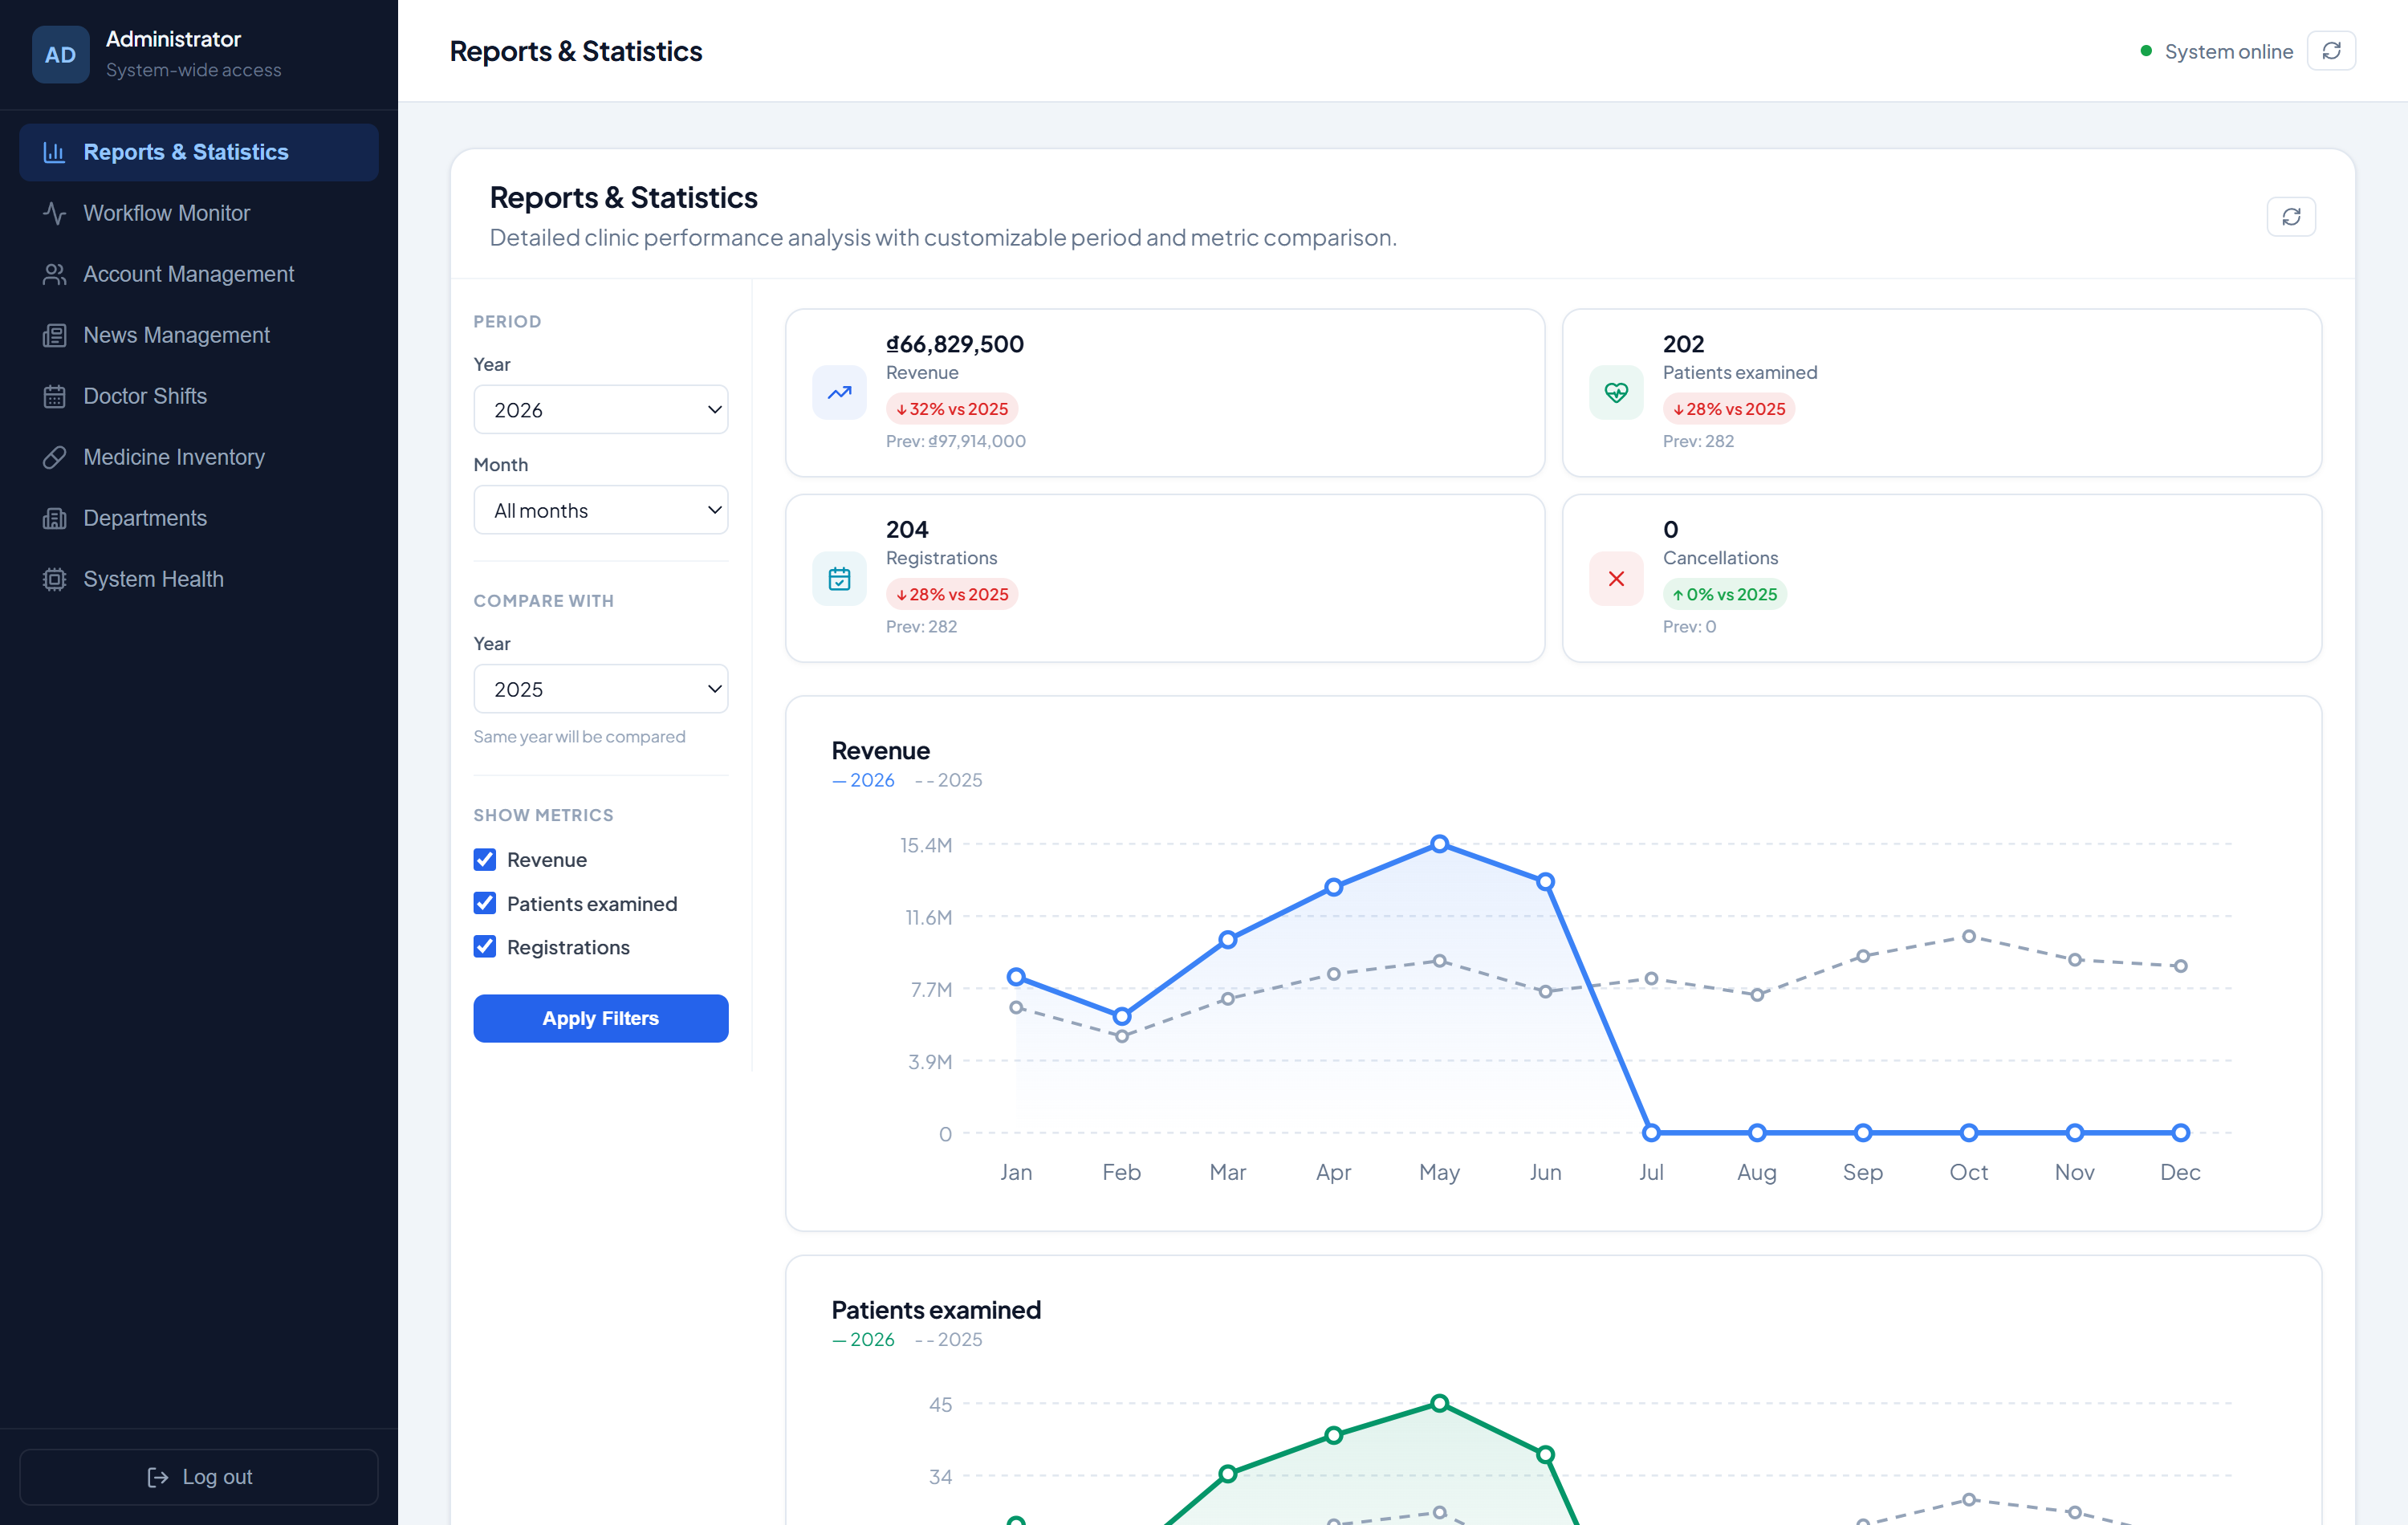 AD
Administrator
System-wide access
Reports & Statistics
Workflow Monitor
Account Management
News Management
Doctor Shifts
Medicine Inventory
Departments
System Health
Log out
Reports & Statistics
System online
Reports & Statistics
Detailed clinic performance analysis with customizable period and metric comparison.
PERIOD
Year
2026
Month
All months
COMPARE WITH
Year
2025
Same year will be compared
SHOW METRICS
Revenue
Patients examined
Registrations
Apply Filters
₫66,829,500
Revenue
↓ 32% vs 2025
Prev: ₫97,914,000
202
Patients examined
↓ 28% vs 2025
Prev: 282
204
Registrations
↓ 28% vs 2025
Prev: 282
0
Cancellations
↑ 0% vs 2025
Prev: 0
Revenue
— 2026 - - 2025
15.4M
11.6M
7.7M
3.9M
0
Jan Feb Mar Apr May Jun Jul Aug Sep Oct Nov Dec
Patients examined
— 2026 - - 2025
45
34